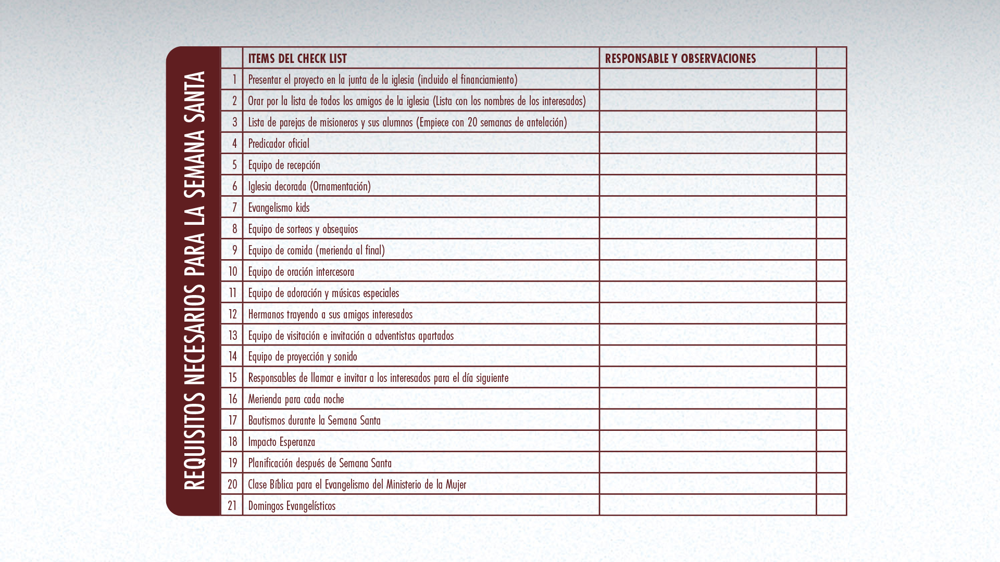 REQUISITOS NECESARIOS PARA LA SEMANA SANTA
ITEMS DEL CHECK LIST RESPONSABLE Y OBSERVACIONES
1 Presentar el proyecto en la junta de la iglesia (incluido el financiamiento)
2 Orar por la lista de todos los amigos de la iglesia (Lista con los nombres de los interesados)
3 Lista de parejas de misioneros y sus alumnos (Empiece con 20 semanas de antelación)
4 Predicador oficial
5 Equipo de recepción
6 Iglesia decorada (Ornamentación)
7 Evangelismo kids
8 Equipo de sorteos y obsequios
9 Equipo de comida (merienda al final)
10 Equipo de oración intercesora
11 Equipo de adoración y músicas especiales
12 Hermanos trayendo a sus amigos interesados
13 Equipo de visitación e invitación a adventistas apartados
14 Equipo de proyección y sonido
15 Responsables de llamar e invitar a los interesados para el día siguiente
16 Merienda para cada noche
17 Bautismos durante la Semana Santa
18 Impacto Esperanza
19 Planificación después de Semana Santa
20 Clase Bíblica para el Evangelismo del Ministerio de la Mujer
21 Domingos Evangelísticos